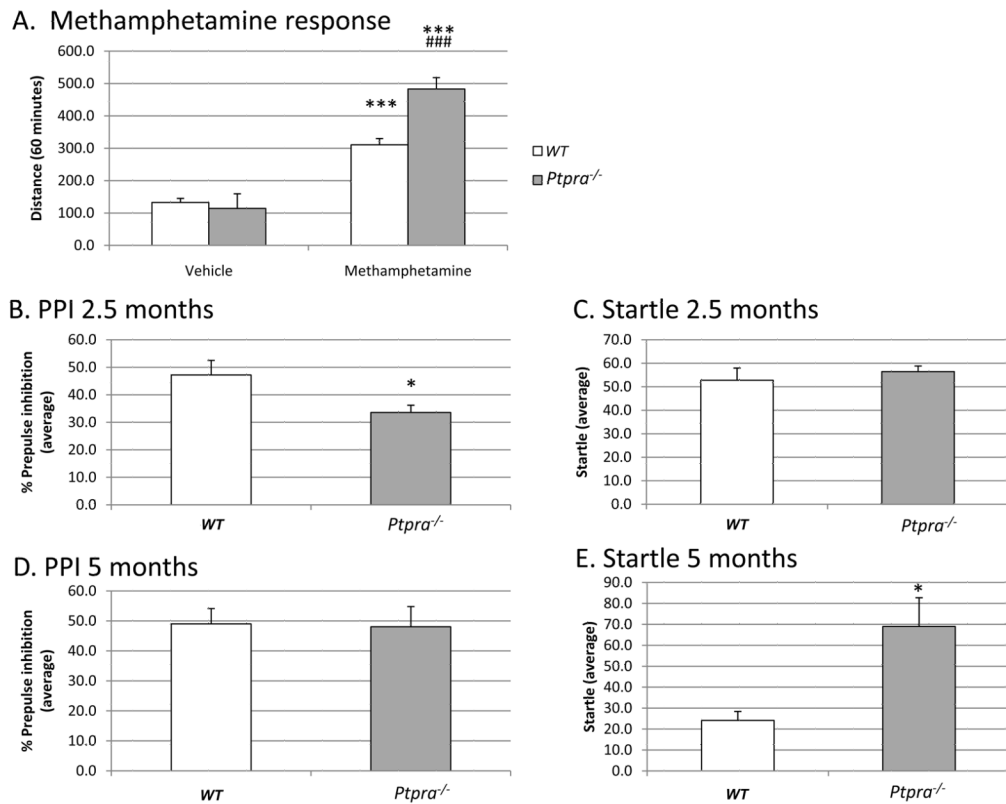 A. Methamphetamine response
***
###
***
600.0
500.0
400.0
300.0
200.0
100.0
0.0
Distance (60 minutes)
Vehicle
Methamphetamine
WT
Ptpra-/-
B. PPI 2.5 months
60.0
50.0
40.0
30.0
20.0
10.0
0.0
% Prepulse inhibition
(average)
*
WT
Ptpra-/-
C. Startle 2.5 months
70.0
60.0
50.0
40.0
30.0
20.0
10.0
0.0
Startle (average)
WT
Ptpra-/-
D. PPI 5 months
60.0
50.0
40.0
30.0
20.0
10.0
0.0
% Prepulse inhibition
(average)
WT
Ptpra-/-
E. Startle 5 months
90.0
80.0
70.0
60.0
50.0
40.0
30.0
20.0
10.0
0.0
Startle (average)
*
WT
Ptpra-/-